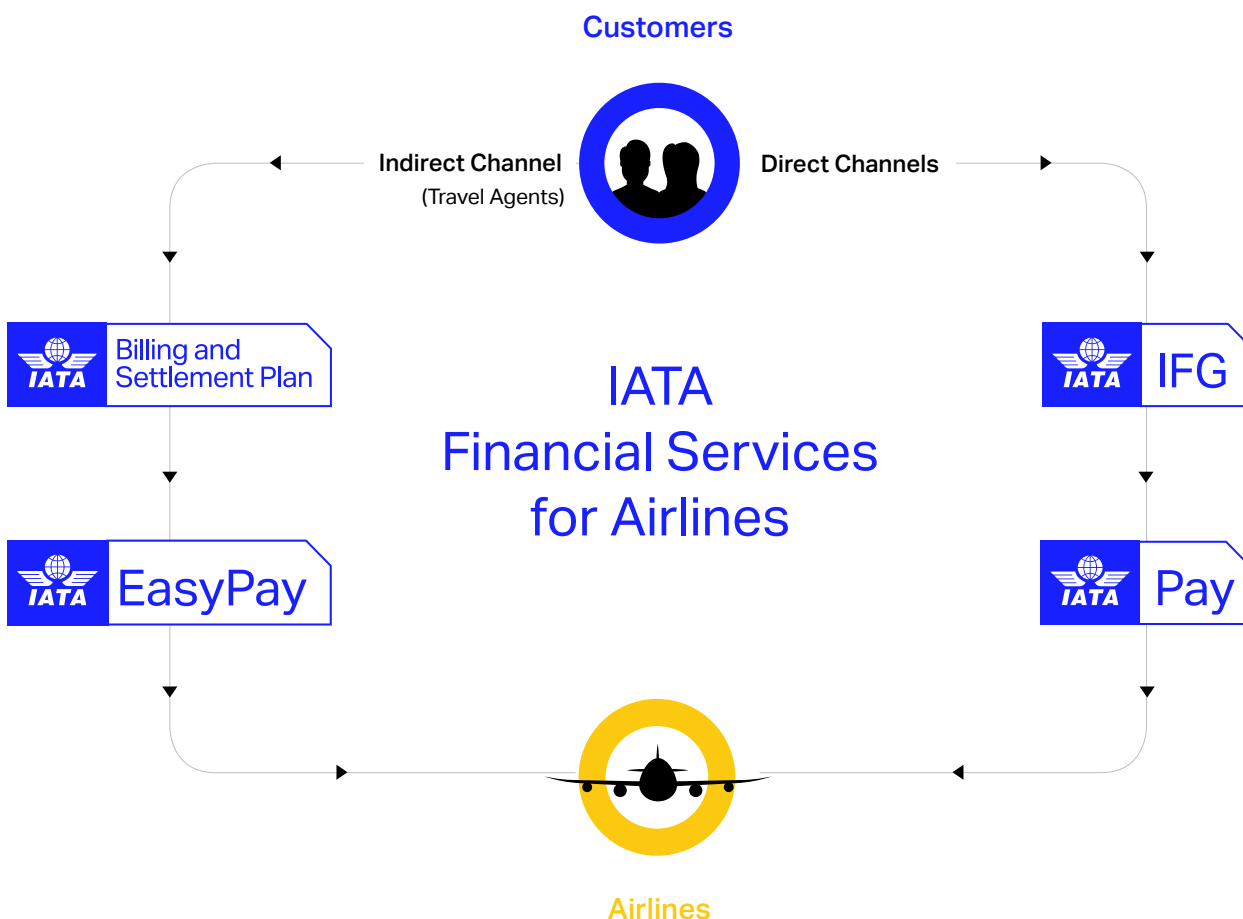 Customers
Indirect Channel
(Travel Agents)
Direct Channels
IATA
Billing and
Settlement Plan
IATA
IFG
IATA
Financial Services
for Airlines
IATA
EasyPay
IATA
Pay
Airlines